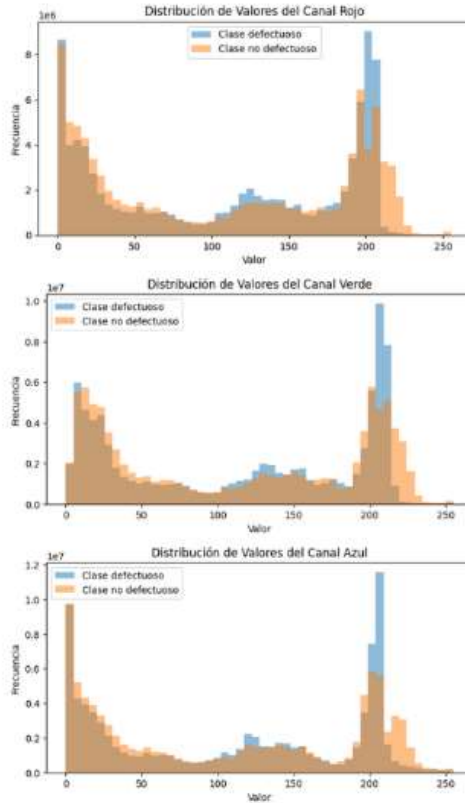 Distribución de Valores del Canal Rojo
1e6
Clase defectuoso
Clase no defectuoso
8
6
4
2
0
Frecuencia
0 50 100 150 200 250
Valor
Distribución de Valores del Canal Verde
1e7
Clase defectuoso
Clase no defectuoso
1.0
0.8
0.6
0.4
0.2
0.0
Frecuencia
0 50 100 150 200 250
Valor
Distribución de Valores del Canal Azul
1e7
Clase defectuoso
Clase no defectuoso
1.2
1.0
0.8
0.6
0.4
0.2
0.0
Frecuencia
0 50 100 150 200 250
Valor